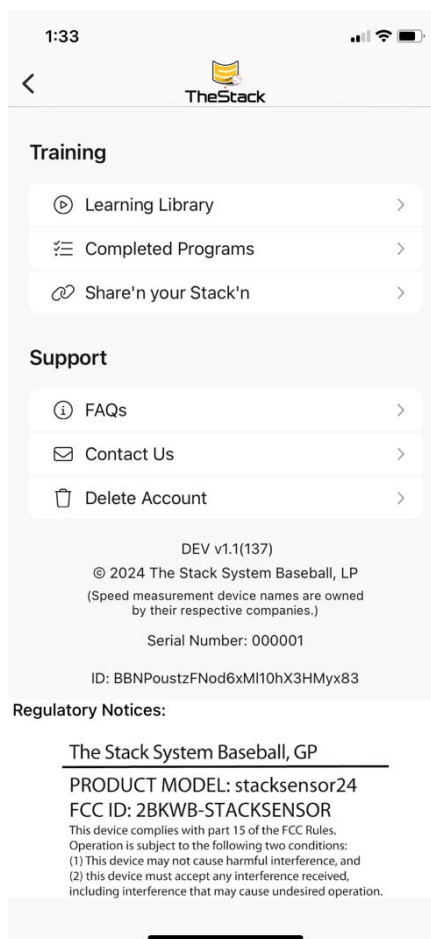 1:33
TheStack
Training
Learning Library
Completed Programs
Share'n your Stack'n
Support
FAQs
Contact Us
Delete Account
DEV v1.1(137)
© 2024 The Stack System Baseball, LP
(Speed measurement device names are owned
by their respective companies.)
Serial Number: 000001
ID: BBNPoustzFNod6xMl10hX3HMyx83
Regulatory Notices:
The Stack System Baseball, GP
PRODUCT MODEL: stacksensor24
FCC ID: 2BKWB-STACKSENSOR
This device complies with part 15 of the FCC Rules.
Operation is subject to the following two conditions:
(1) This device may not cause harmful interference, and
(2) this device must accept any interference received,
including interference that may cause undesired operation.